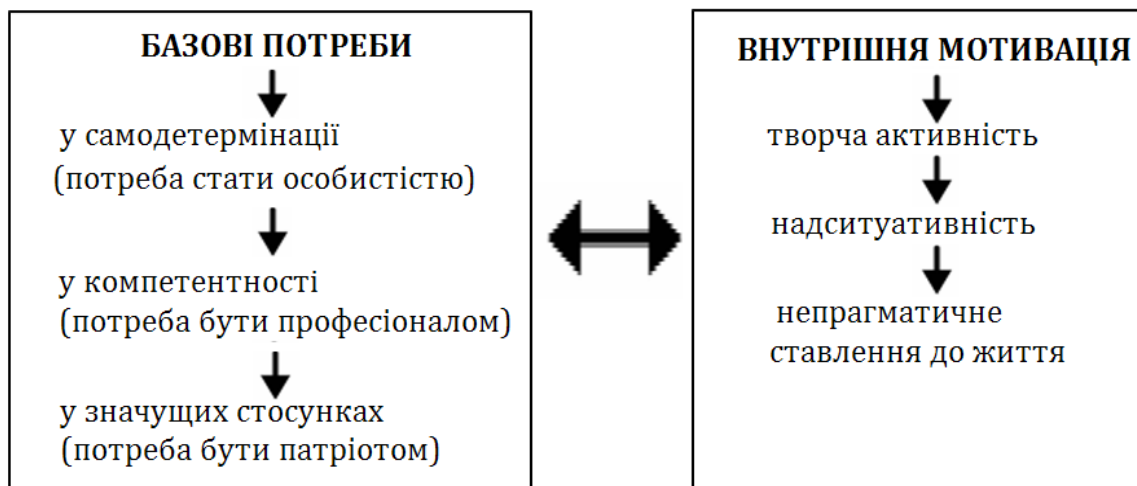 БАЗОВІ ПОТРЕБИ
у самодетермінації
(потреба стати особистістю)
у компетентності
(потреба бути професіоналом)
у значущих стосунках
(потреба бути патріотом)
ВНУТРІШНЯ МОТИВАЦІЯ
творча активність
надситуативність
непрагматичне
ставлення до життя